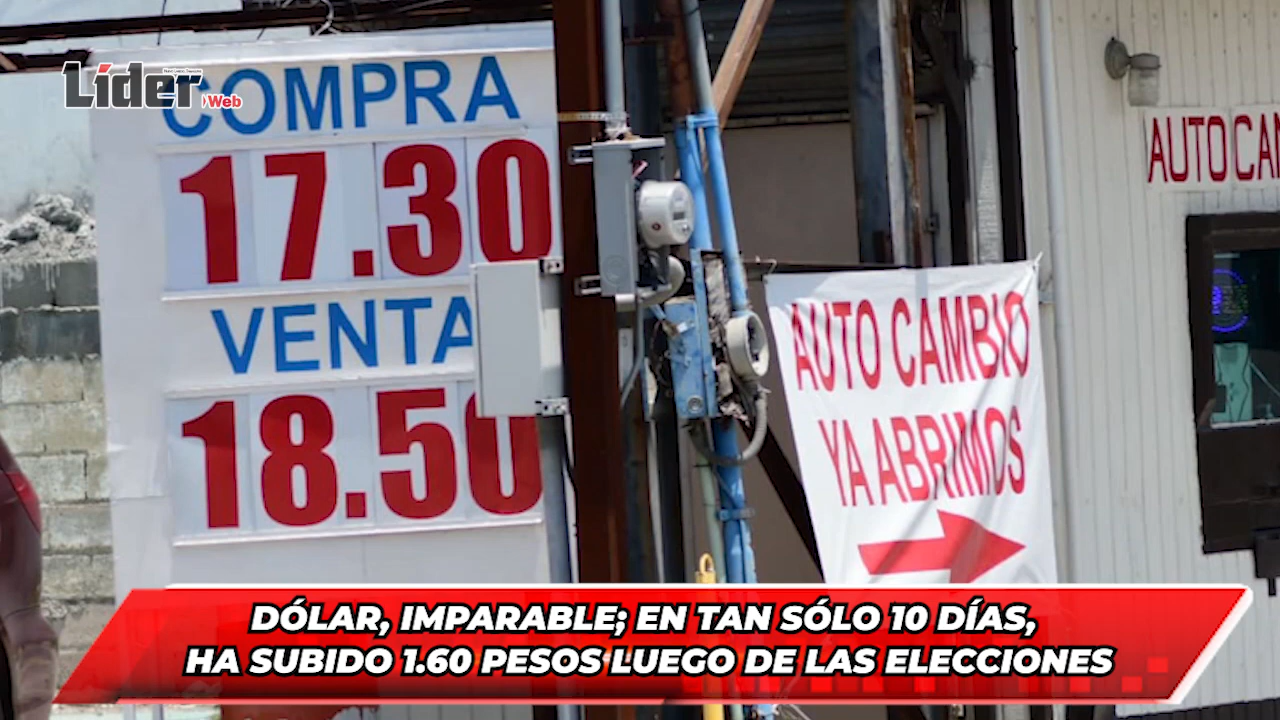 Líder
Web
COMPRA
17.30
VENTA
18.50
AUTO CAMBIO
YA ABRIMOS
AUTO CA
DÓLAR, IMPARABLE; EN TAN SÓLO 10 DÍAS,
HA SUBIDO 1.60 PESOS LUEGO DE LAS ELECCIONES